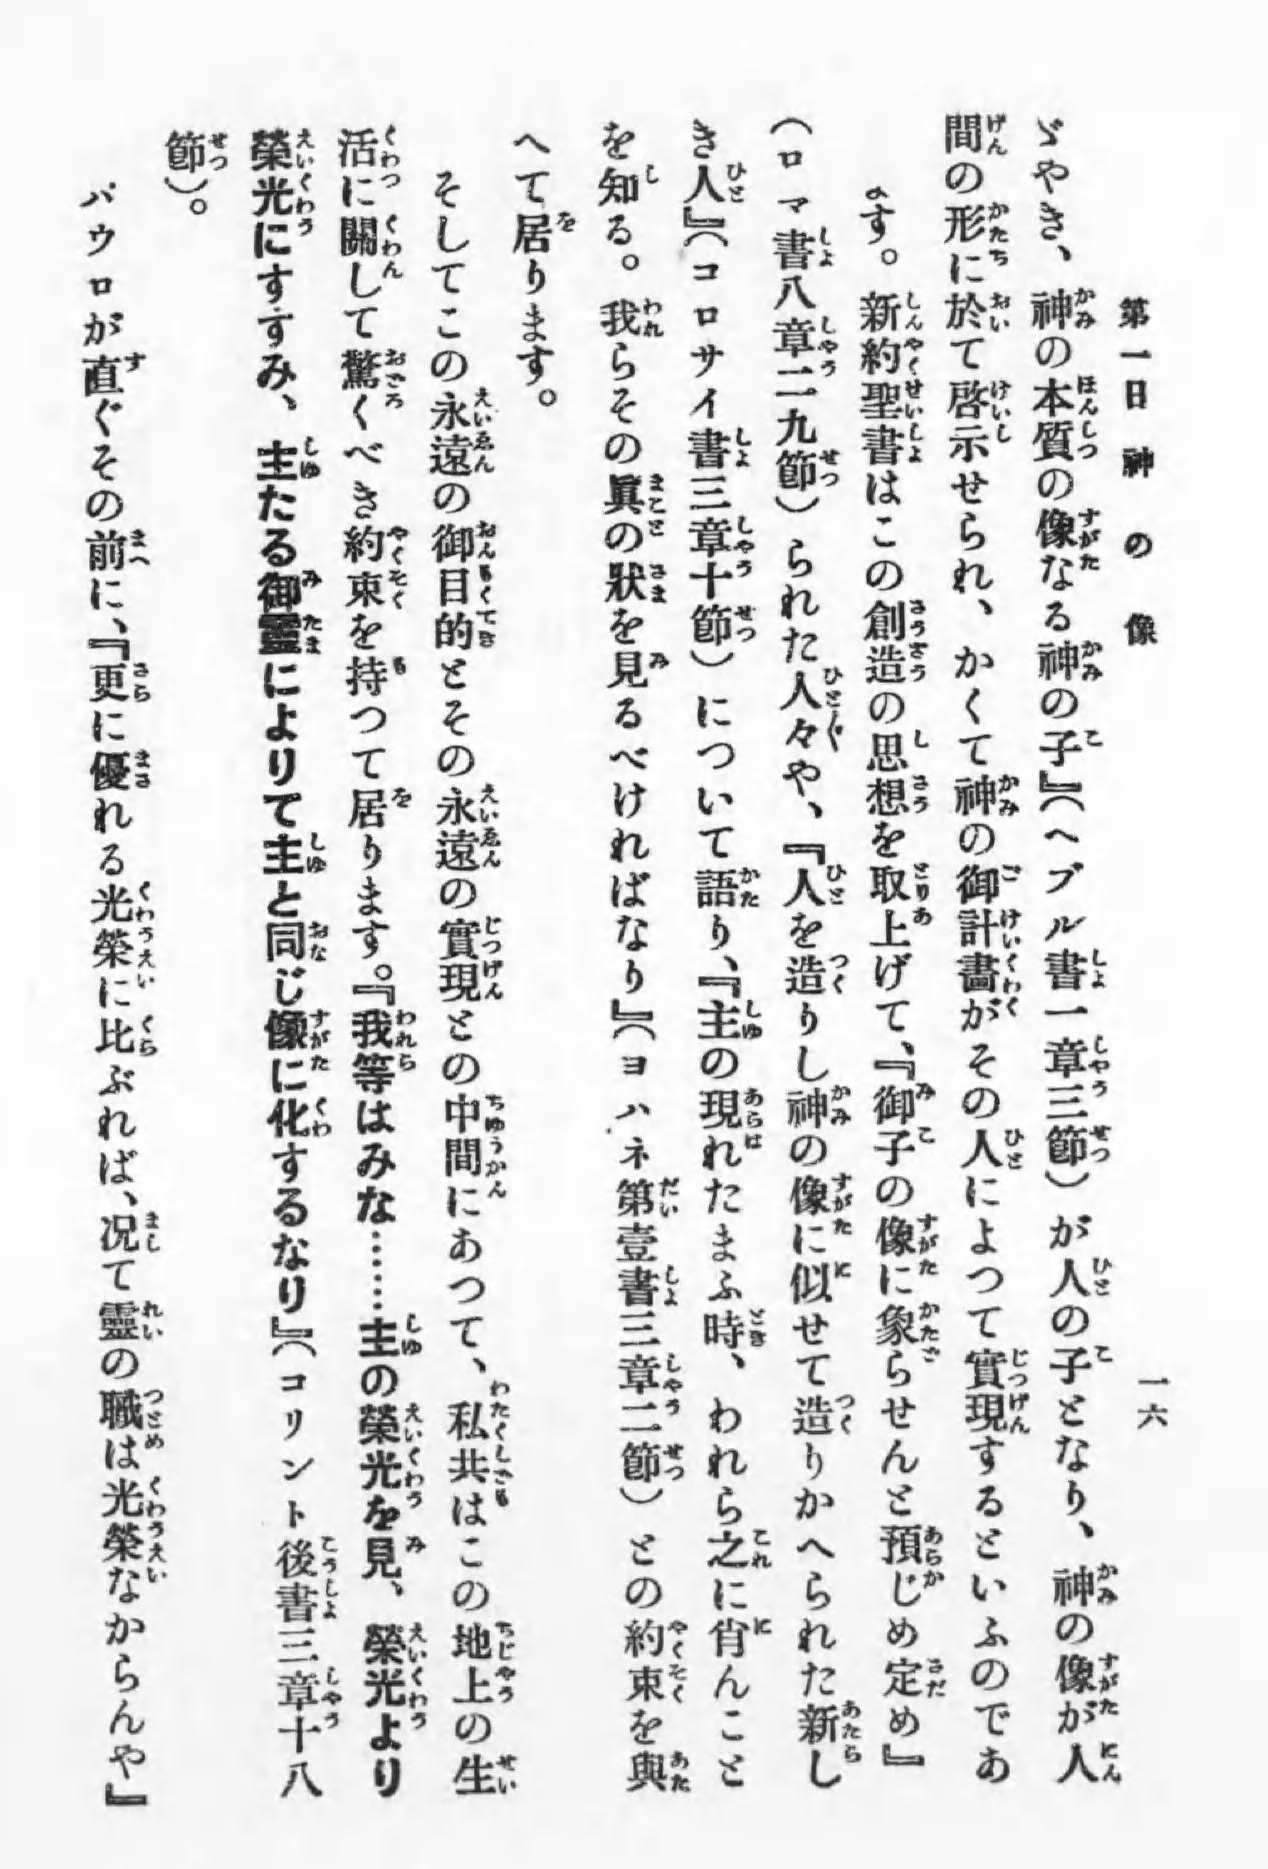 第一日 神の像
一六
ゞやき、神の本質の像なる神の子』(ヘブル書一章三節)が人の子となり、神の像が人
間の形に於て啓示せられ、かくて神の御計畫がその人によつて實現するといふのであ
す。新約聖書はこの創造の思想を取上げて、『御子の像に象らせんと預じめ定め』
(ロマ書八章二九節)られた人々や、『人を造りし神の像に似せて造りかへられた新し
き人』(コロサイ書三章十節)について語り、『主の現れたまふ時、われら之に肖んこと
を知る。我らその眞の狀を見るべければなり』(ヨハネ第壹書三章二節)との約束を與
へて居ります。
そしてこの永遠の御目的とその永遠の實現との中間にあつて、私共はこの地上の生
活に關して驚くべき約束を持つて居ります。『我等はみな……主の榮光を見、榮光より
榮光にすすみ、主たる御靈によりて主と同じ像に化するなり』(コリント後書三章十八
節)。
パウロが直ぐその前に、『更に優れる光榮に比ぶれば、况て靈の職は光榮なからんや』